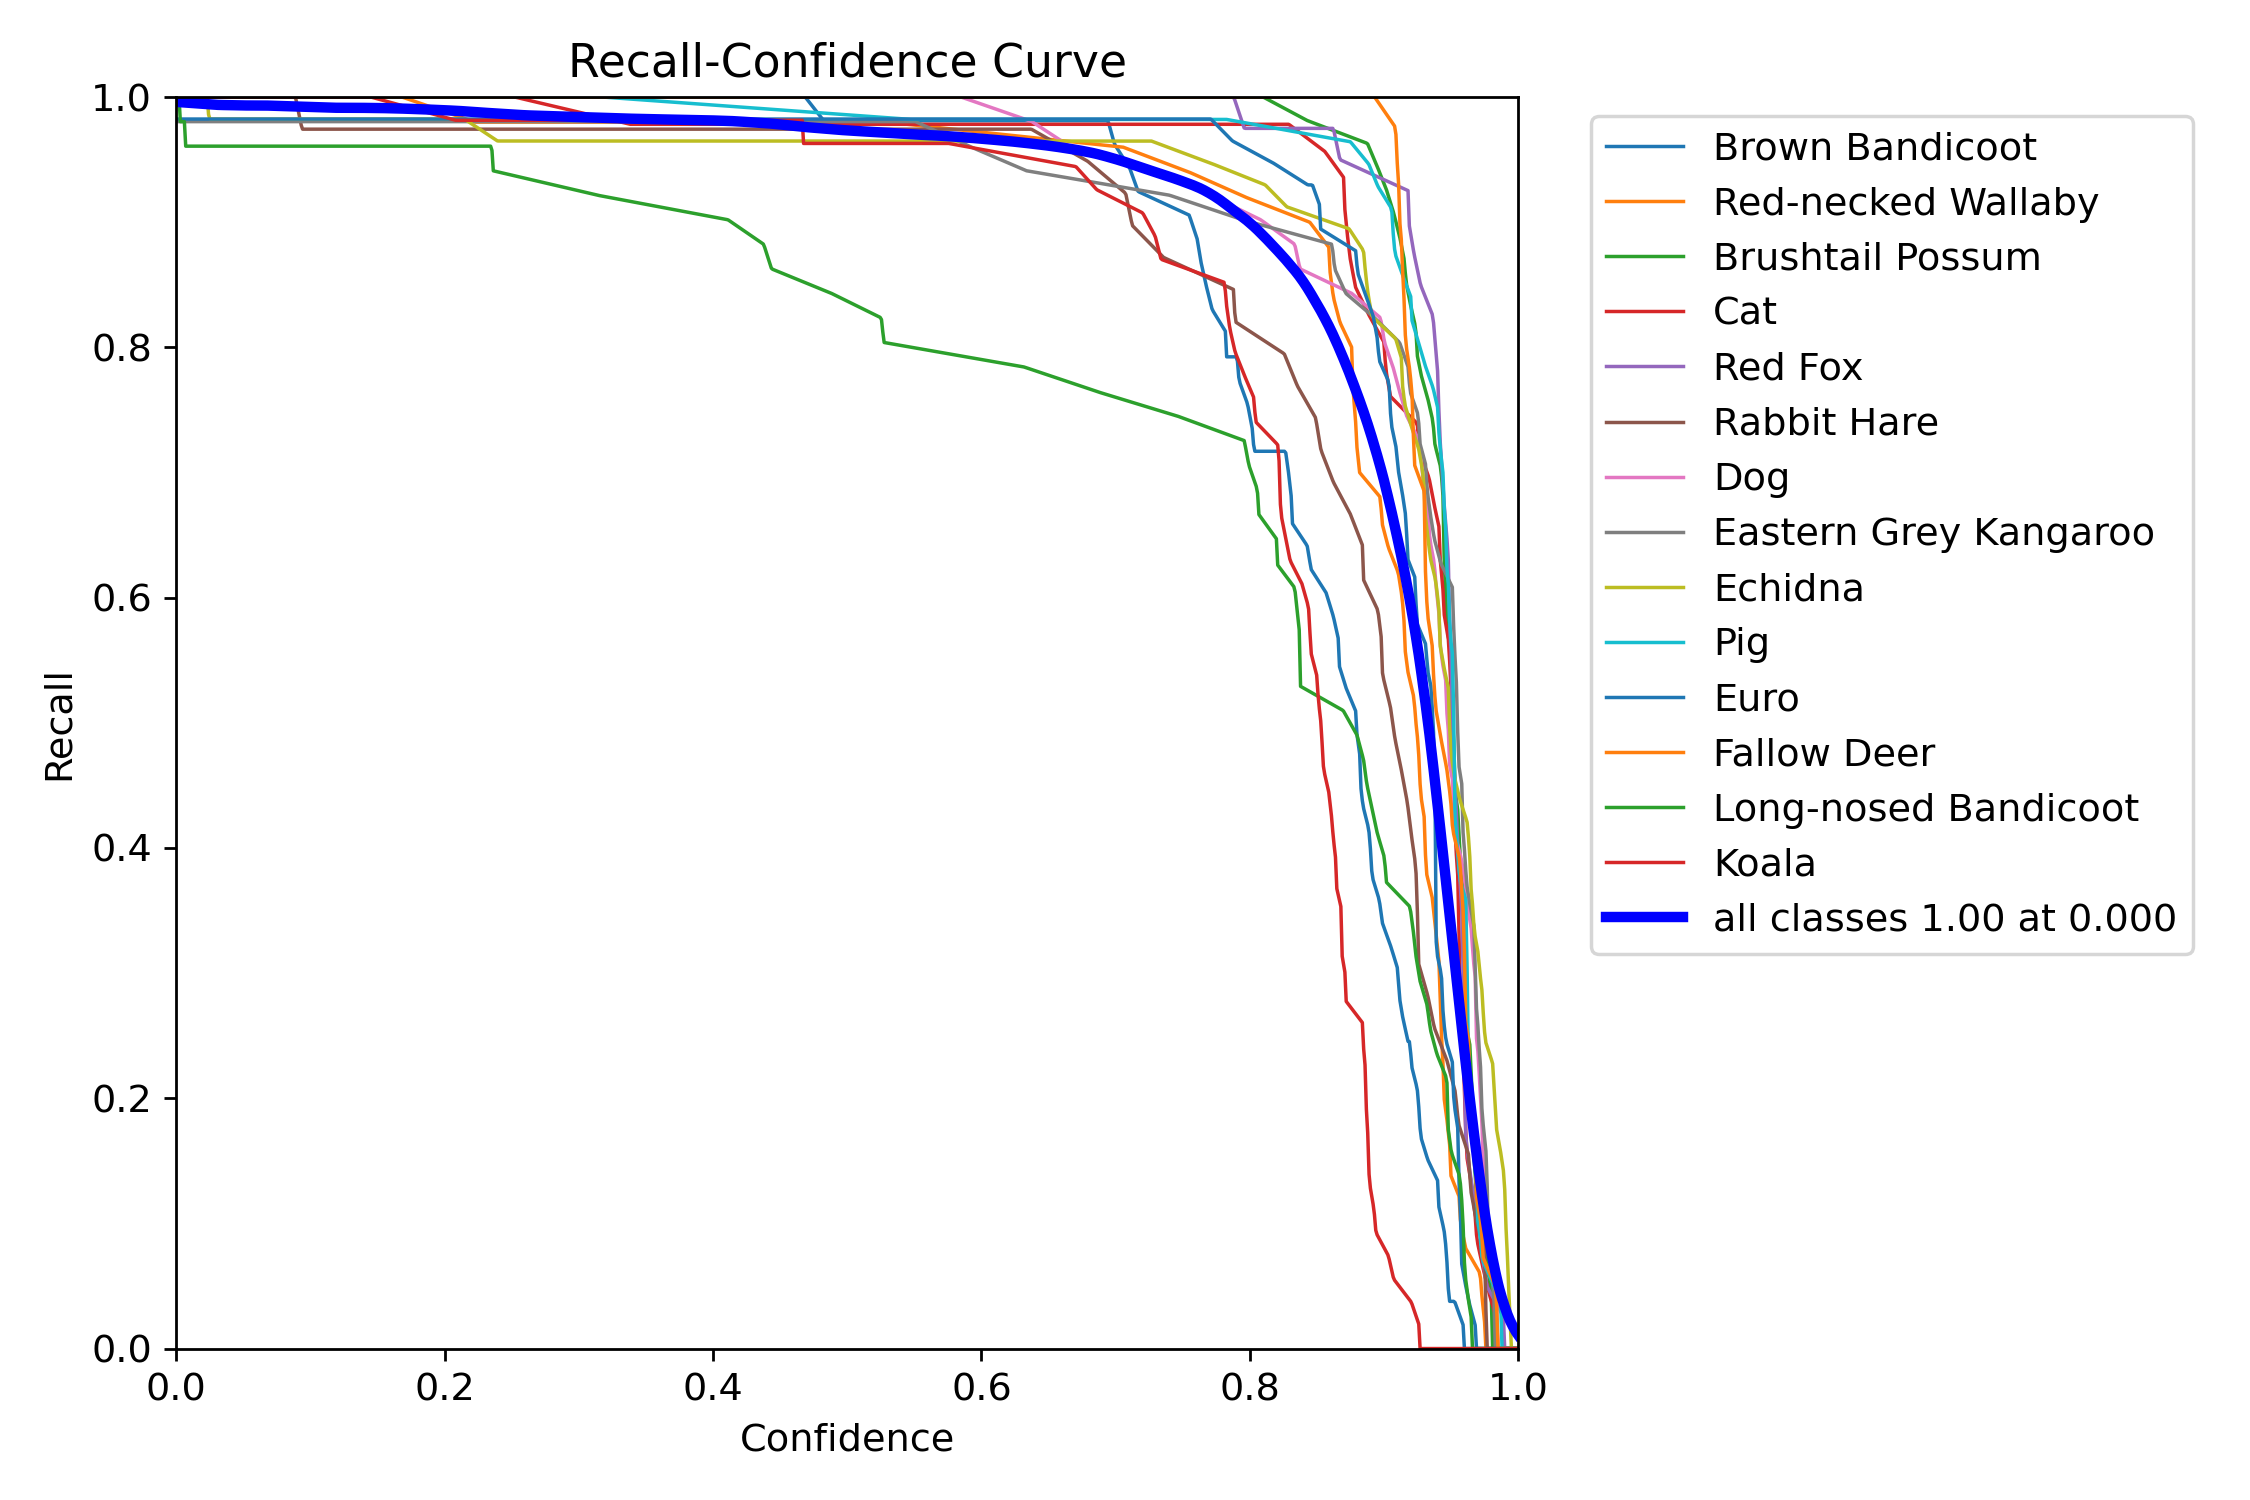 Recall-Confidence Curve
1.0
0.8
0.6
0.4
0.2
0.0
Recall
0.0 0.2 0.4 0.6 0.8 1.0
Confidence
Brown Bandicoot
Red-necked Wallaby
Brushtail Possum
Cat
Red Fox
Rabbit Hare
Dog
Eastern Grey Kangaroo
Echidna
Pig
Euro
Fallow Deer
Long-nosed Bandicoot
Koala
all classes 1.00 at 0.000